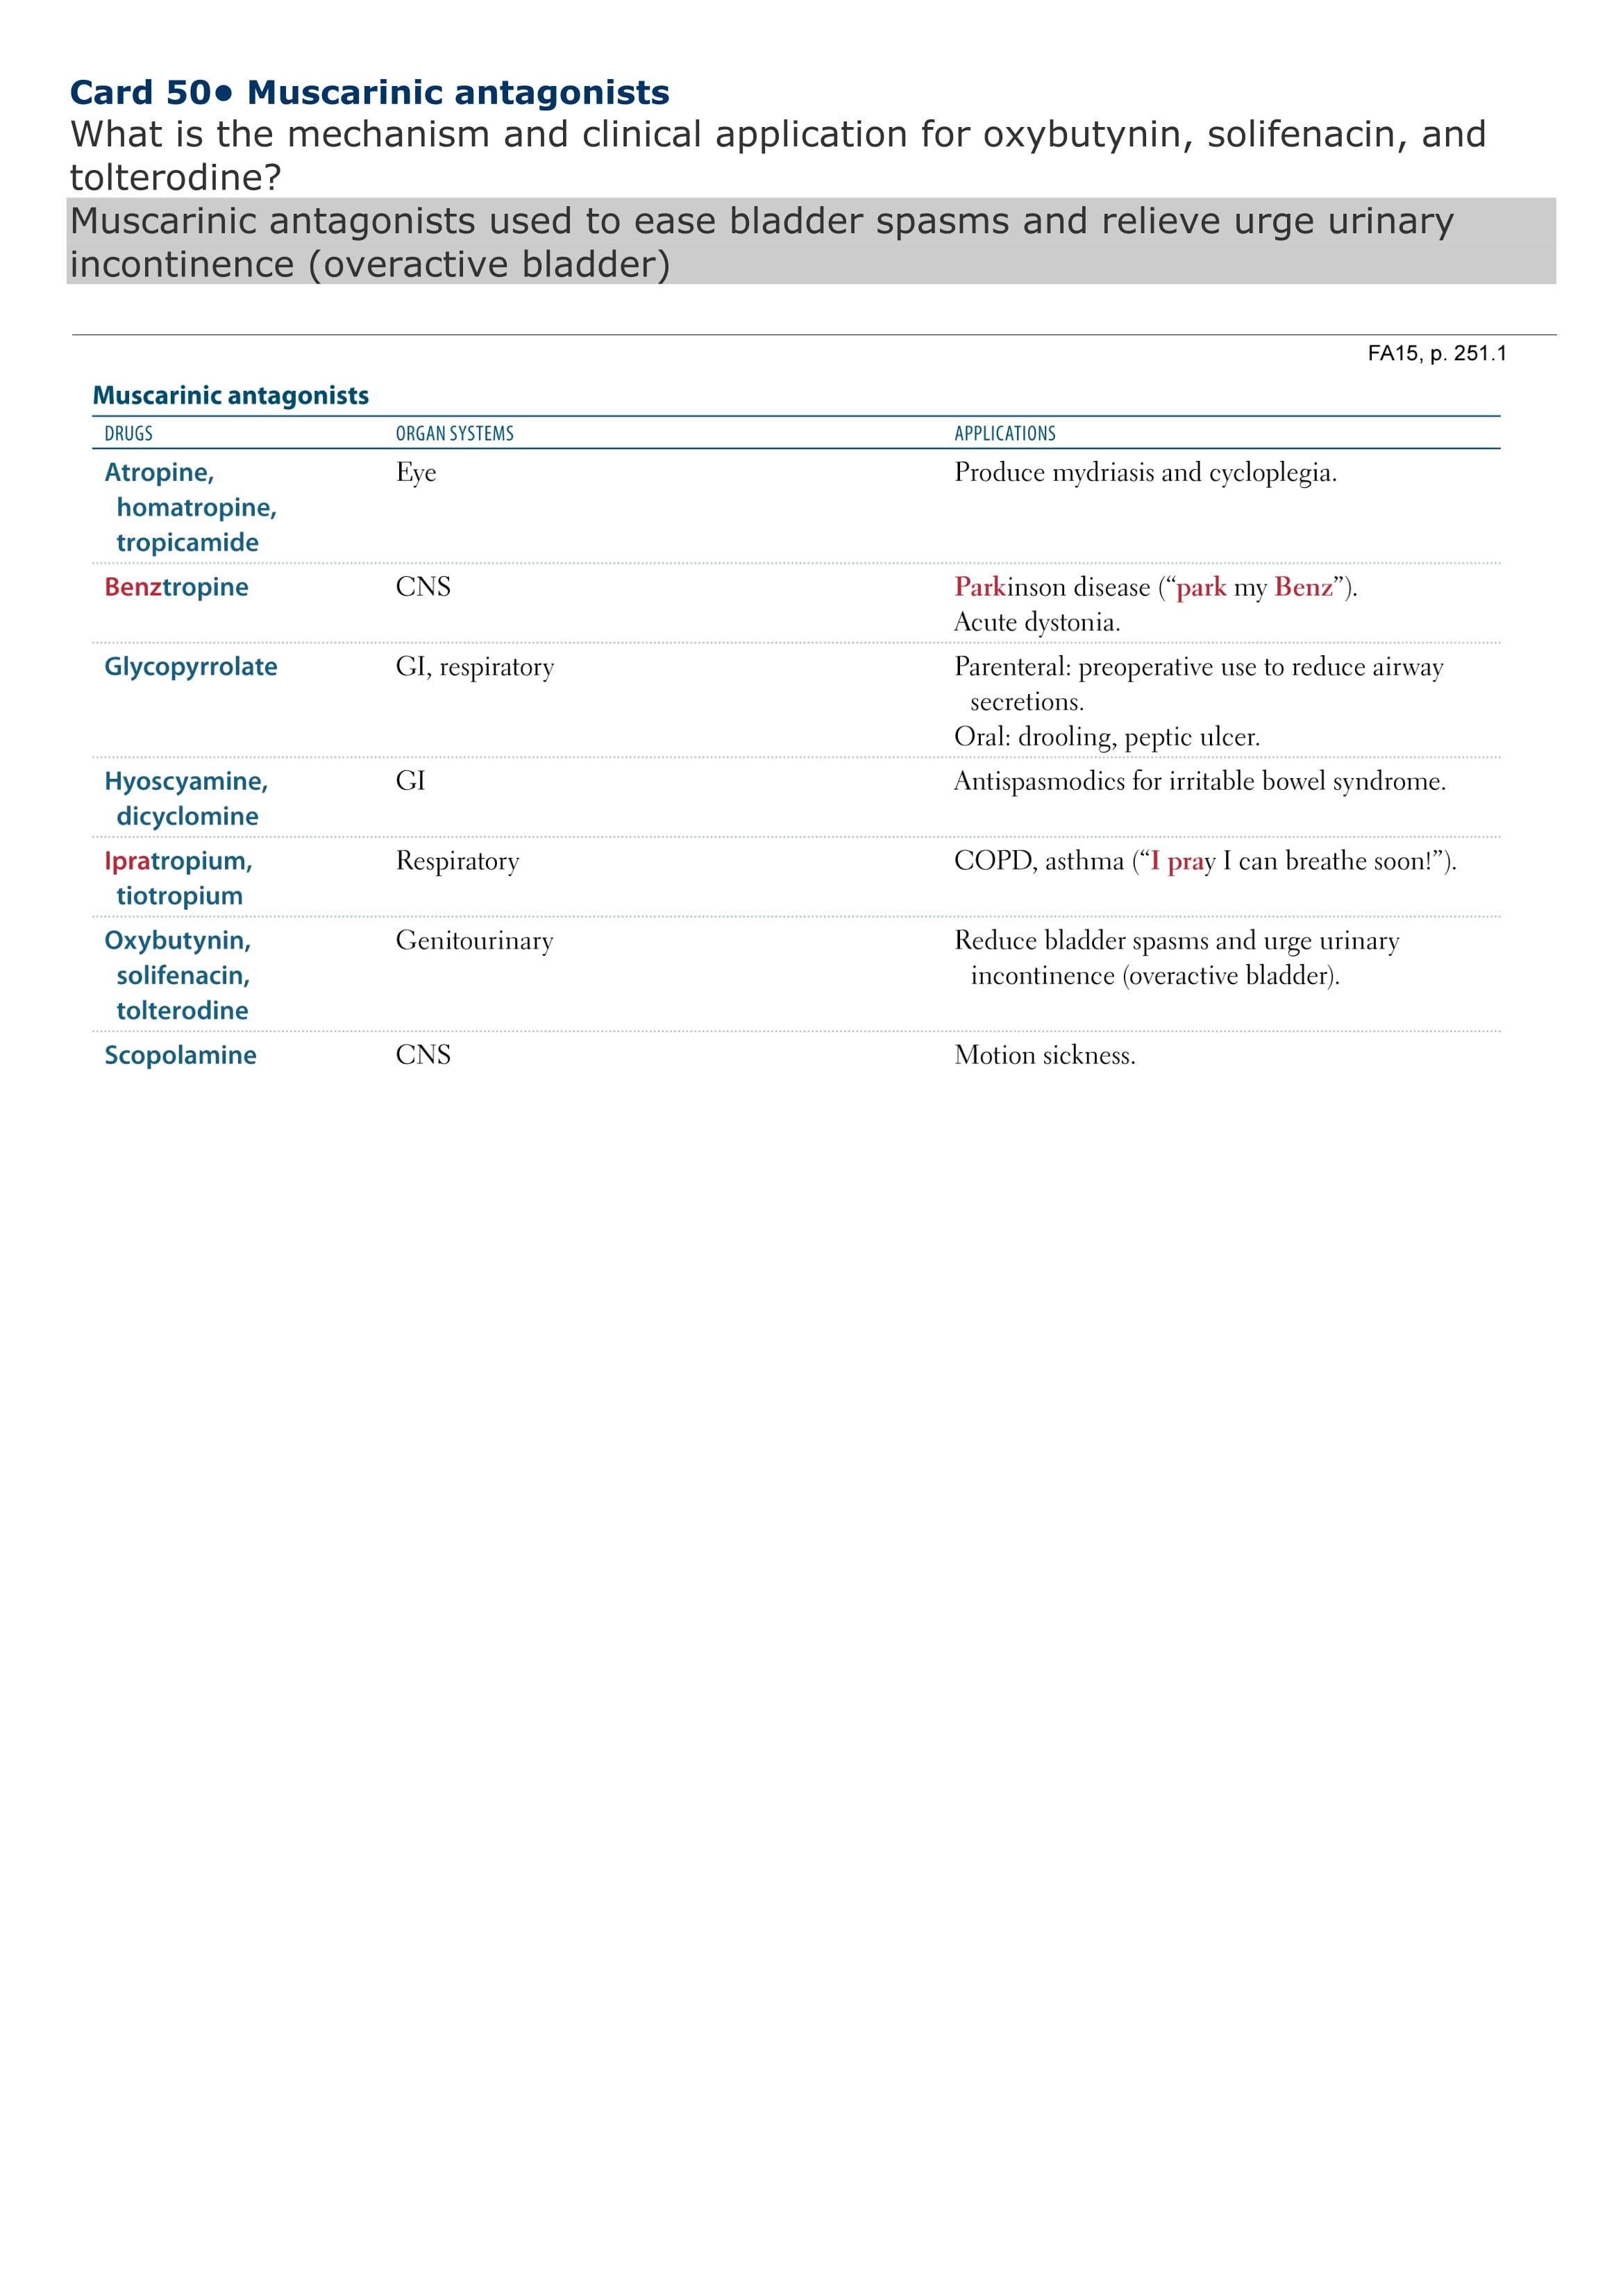 Card 50● Muscarinic antagonists
What is the mechanism and clinical application for oxybutynin, solifenacin, and
tolterodine?
Muscarinic antagonists used to ease bladder spasms and relieve urge urinary
incontinence (overactive bladder)
FA15, p. 251.1
Muscarinic antagonists
DRUGS ORGAN SYSTEMS APPLICATIONS
Atropine, Eye Produce mydriasis and cycloplegia.
homatropine,
tropicamide
Benztropine CNS Parkinson disease (“park my Benz”).
Acute dystonia.
Glycopyrrolate GI, respiratory Parenteral: preoperative use to reduce airway
secretions.
Oral: drooling, peptic ulcer.
Hyoscyamine, GI Antispasmodics for irritable bowel syndrome.
dicyclomine
Ipratropium, Respiratory COPD, asthma (“I pray I can breathe soon!”).
tiotropium
Oxybutynin, Genitourinary Reduce bladder spasms and urge urinary
solifenacin, incontinence (overactive bladder).
tolterodine
Scopolamine CNS Motion sickness.